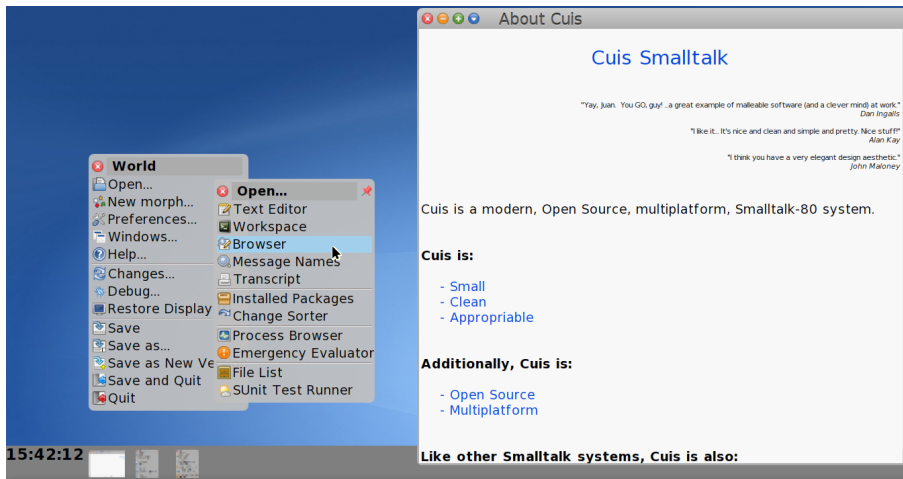 About Cuis
Cuis Smalltalk
"Yay, Juan. You GO, guy! ..a great example of malleable software (and a clever mind) at work."
Dan Ingalls
"I like it.. It's nice and clean and simple and pretty. Nice stuff!"
Alan Kay
"I think you have a very elegant design aesthetic."
John Maloney
Cuis is a modern, Open Source, multiplatform, Smalltalk-80 system.
Cuis is:
- Small
- Clean
- Appropriable
Additionally, Cuis is:
- Open Source
- Multiplatform
Like other Smalltalk systems, Cuis is also:
World
Open...
New morph...
Preferences...
Windows...
Help...
Changes...
Debug...
Restore Display
Save
Save as...
Save as New Ve
Save and Quit
Quit
Open...
Text Editor
Workspace
Browser
Message Names
Transcript
Installed Packages
Change Sorter
Process Browser
Emergency Evaluator
File List
SUnit Test Runner
15:42:12